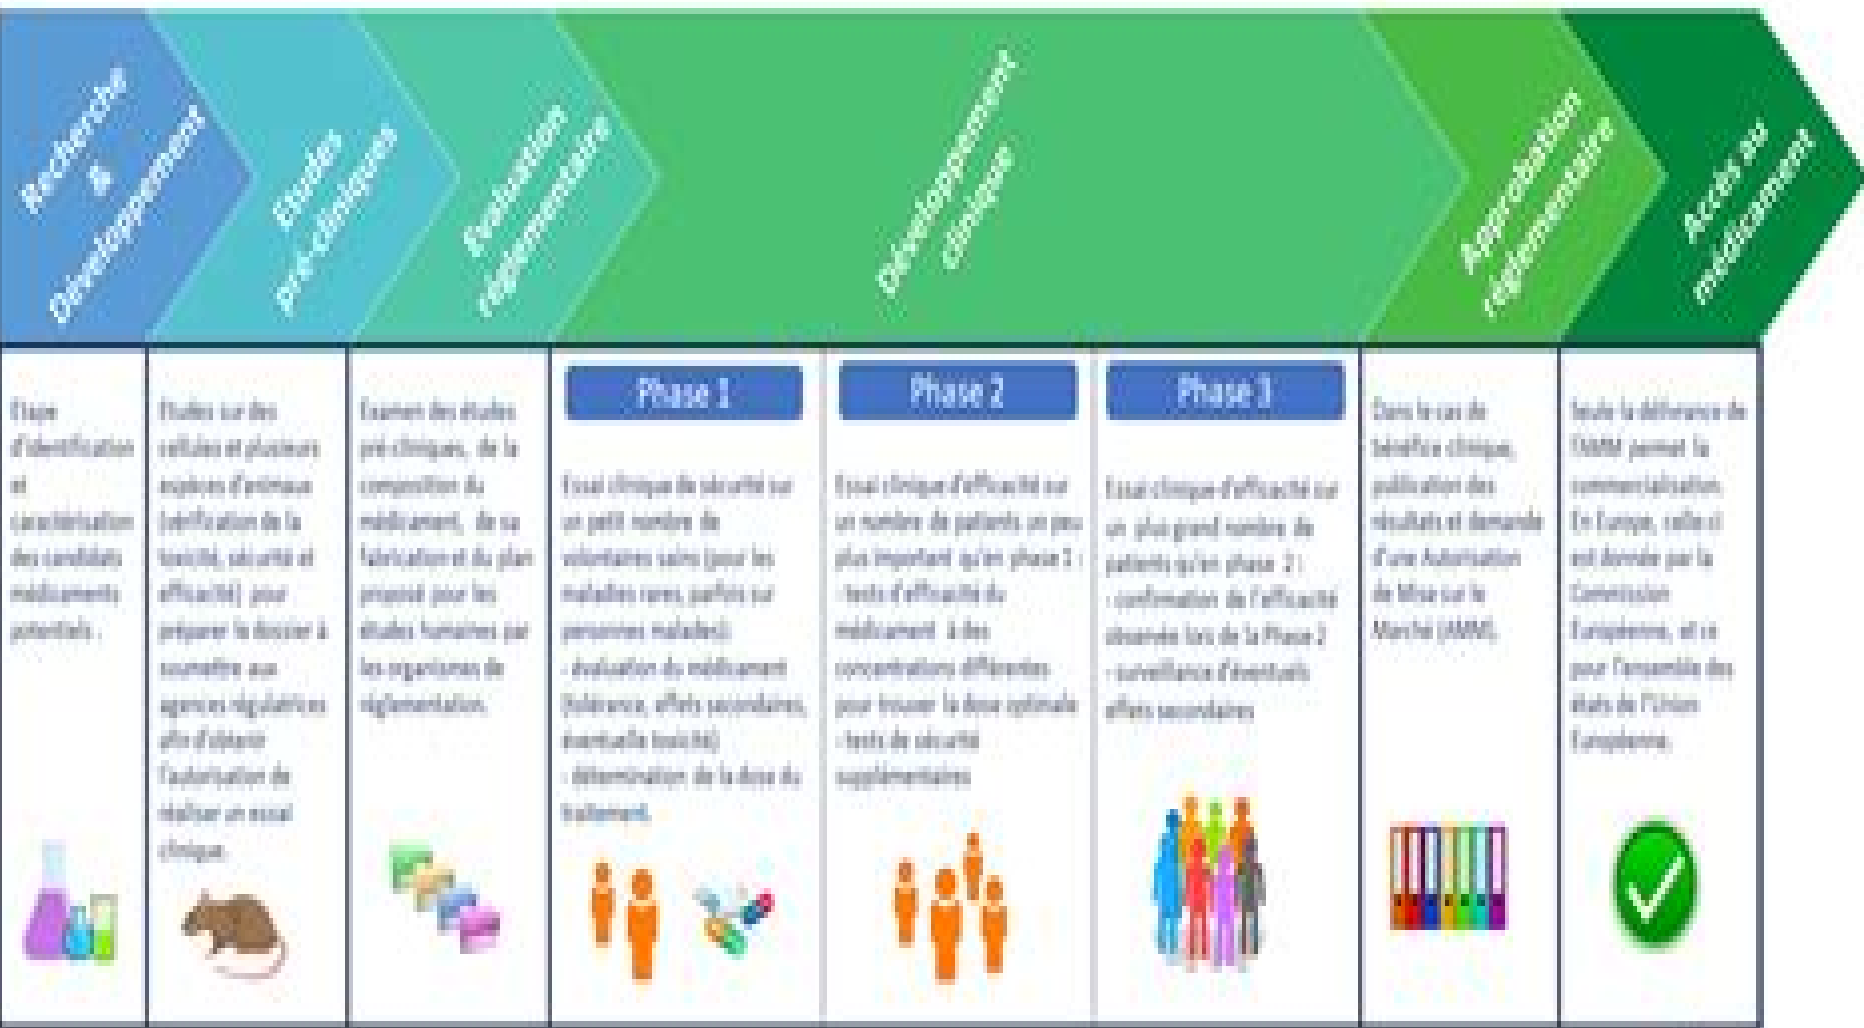 Recherche
&
Développement
Etudes
pré-cliniques
Evaluation
réglementaire
Développement
clinique
Approbation
réglementaire
Accès au
médicament
Etape
d'identification
et
caractérisation
des candidats
médicaments
potentiels.
Etudes sur des
cellules et plusieurs
espèces d'animaux
(vérification de la
toxicité, sécurité et
efficacité) pour
préparer le dossier à
soumettre aux
agences régulatrices
afin d'obtenir
l'autorisation de
réaliser un essai
clinique.
Examen des études
pré-cliniques, de la
composition du
médicament, de sa
fabrication et du plan
proposé pour les
études humaines par
les organismes de
réglementation.
Phase 1
Essai clinique de sécurité sur
un petit nombre de
volontaires sains (pour les
maladies rares, parfois sur
personnes malades):
- évaluation du médicament
(tolérance, effets secondaires,
éventuelle toxicité)
- détermination de la dose du
traitement.
Phase 2
Essai clinique d'efficacité sur
un nombre de patients un peu
plus important qu'en phase 1 :
- tests d'efficacité du
médicament à des
concentrations différentes
pour trouver la dose optimale
- tests de sécurité
supplémentaires
Phase 3
Essai clinique d'efficacité sur
un plus grand nombre de
patients qu'en phase 2 :
- confirmation de l'efficacité
observée lors de la Phase 2
- surveillance d'éventuels
effets secondaires
Dans le cas de
bénéfice clinique,
publication des
résultats et demande
d'une Autorisation
de Mise sur le
Marché (AMM).
Seule la délivrance de
l'AMM permet la
commercialisation.
En Europe, celle ci
est donnée par la
Commission
Européenne, et ce
pour l'ensemble des
états de l'Union
Européenne.